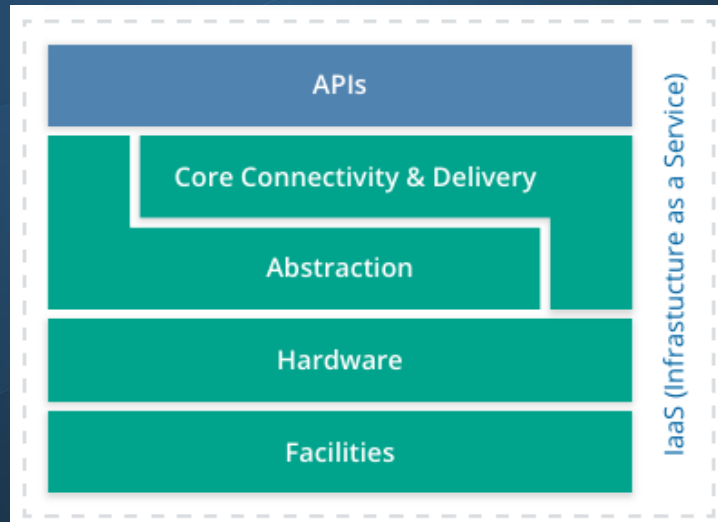 APIs
Core Connectivity & Delivery
Abstraction
Hardware
Facilities
IaaS (Infrastucture as a Service)